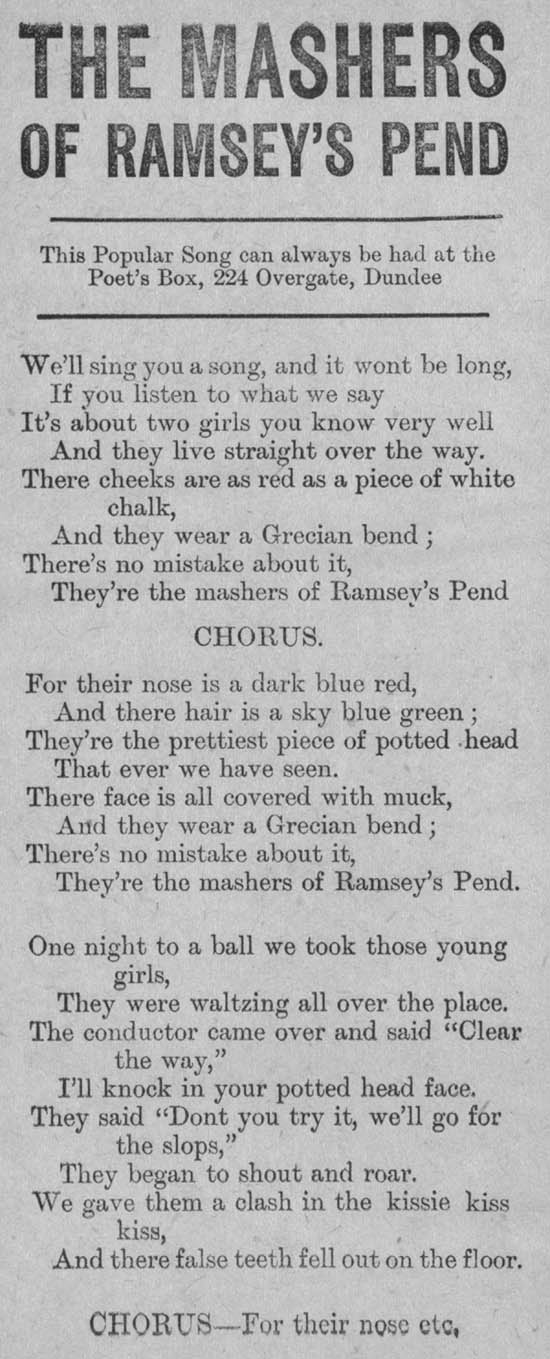 THE MASHERS
OF RAMSEY'S PEND
This Popular Song can always be had at the
Poet's Box, 224 Overgate, Dundee
We'll sing you a song, and it wont be long,
If you listen to what we say
It's about two girls you know very well
And they live straight over the way.
There cheeks are as red as a piece of white
chalk,
And they wear a Grecian bend ;
There's no mistake about it,
They're the mashers of Ramsey's Pend
CHORUS.
For their nose is a dark blue red,
And there hair is a sky blue green ;
They're the prettiest piece of potted head
That ever we have seen.
There face is all covered with muck,
And they wear a Grecian bend ;
There's no mistake about it,
They're the mashers of Ramsey's Pend.
One night to a ball we took those young
girls,
They were waltzing all over the place.
The conductor came over and said "Clear
the way,"
I'll knock in your potted head face.
They said "Dont you try it, we'll go for
the slops,"
They began to shout and roar.
We gave them a clash in the kissie kiss
kiss,
And there false teeth fell out on the floor.
CHORUS—For their nose etc,